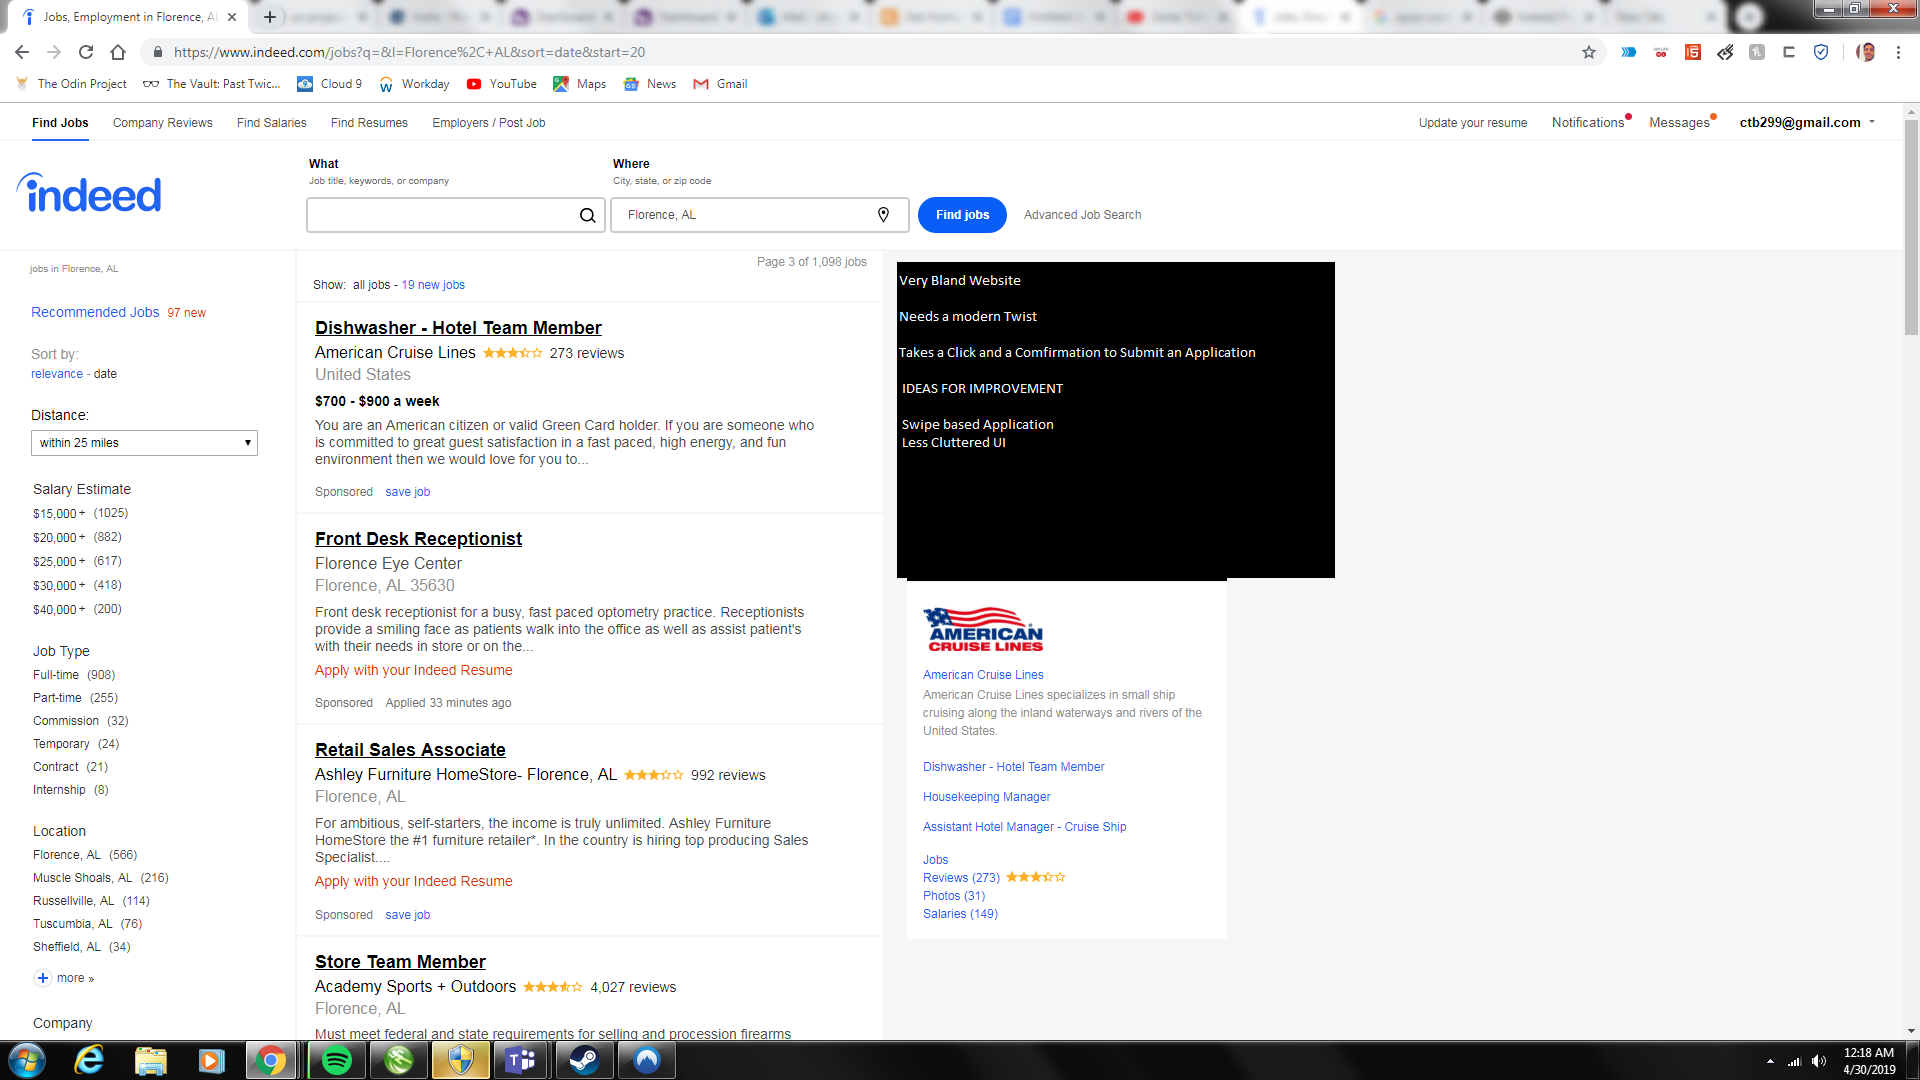 Jobs, Employment in Florence, AL
https://www.indeed.com/jobs?q=&l=Florence%2C+AL&sort=date&start=20
The Odin Project
The Vault: Past Twic...
Cloud 9
Workday
YouTube
Maps
News
Gmail
Find Jobs
Company Reviews
Find Salaries
Find Resumes
Employers / Post Job
Update your resume
Notifications
Messages
ctb299@gmail.com
indeed
What
Job title, keywords, or company
Where
City, state, or zip code
Florence, AL
Find jobs
Advanced Job Search
jobs in Florence, AL
Recommended Jobs 97 new
Sort by:
relevance - date
Distance:
within 25 miles
Salary Estimate
$15,000+ (1025)
$20,000+ (882)
$25,000+ (617)
$30,000+ (418)
$40,000+ (200)
Job Type
Full-time (908)
Part-time (255)
Commission (32)
Temporary (24)
Contract (21)
Internship (8)
Location
Florence, AL (566)
Muscle Shoals, AL (216)
Russellville, AL (114)
Tuscumbia, AL (76)
Sheffield, AL (34)
+ more »
Company
Page 3 of 1,098 jobs
Show: all jobs - 19 new jobs
Dishwasher - Hotel Team Member
American Cruise Lines 273 reviews
United States
$700 - $900 a week
You are an American citizen or valid Green Card holder. If you are someone who
is committed to great guest satisfaction in a fast paced, high energy, and fun
environment then we would love for you to...
Sponsored save job
Front Desk Receptionist
Florence Eye Center
Florence, AL 35630
Front desk receptionist for a busy, fast paced optometry practice. Receptionists
provide a smiling face as patients walk into the office as well as assist patient's
with their needs in store or on the...
Apply with your Indeed Resume
Sponsored Applied 33 minutes ago
Retail Sales Associate
Ashley Furniture HomeStore- Florence, AL 992 reviews
Florence, AL
For ambitious, self-starters, the income is truly unlimited. Ashley Furniture
HomeStore the #1 furniture retailer*. In the country is hiring top producing Sales
Specialist....
Apply with your Indeed Resume
Sponsored save job
Store Team Member
Academy Sports + Outdoors 4,027 reviews
Florence, AL
Must meet federal and state requirements for selling and procession firearms
Very Bland Website
Needs a modern Twist
Takes a Click and a Comfirmation to Submit an Application
IDEAS FOR IMPROVEMENT
Swipe based Application
Less Cluttered UI
AMERICAN
CRUISE LINES
American Cruise Lines
American Cruise Lines specializes in small ship
cruising along the inland waterways and rivers of the
United States.
Dishwasher - Hotel Team Member
Housekeeping Manager
Assistant Hotel Manager - Cruise Ship
Jobs
Reviews (273)
Photos (31)
Salaries (149)
12:18 AM
4/30/2019